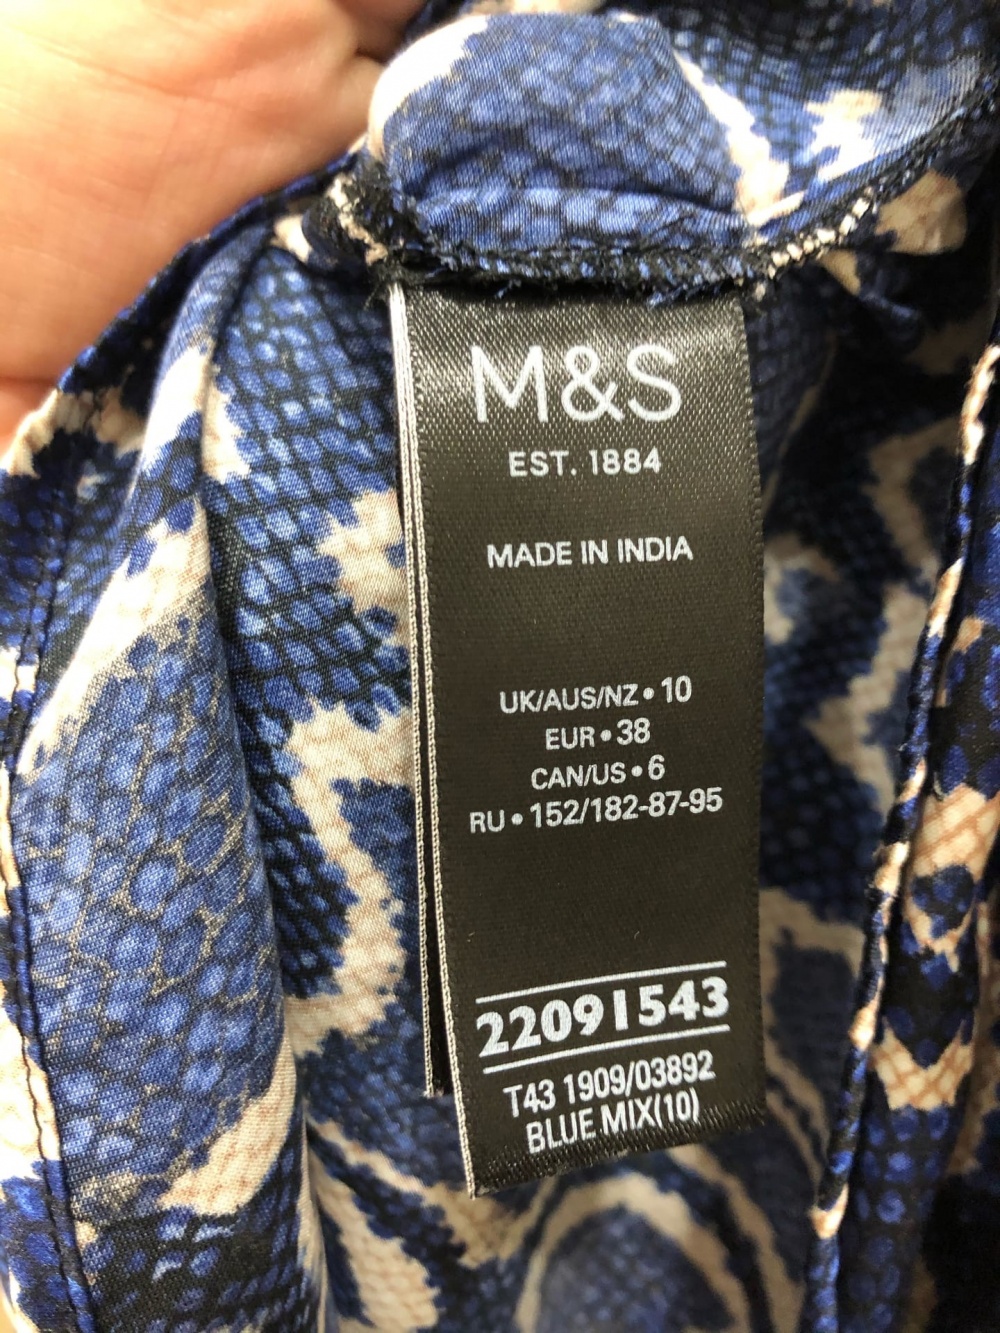 M&S
EST. 1884
MADE IN INDIA
UK/AUS/NZ • 10
EUR • 38
CAN/US • 6
RU • 152/182-87-95
22091543
T43 1909/03892
BLUE MIX(10)